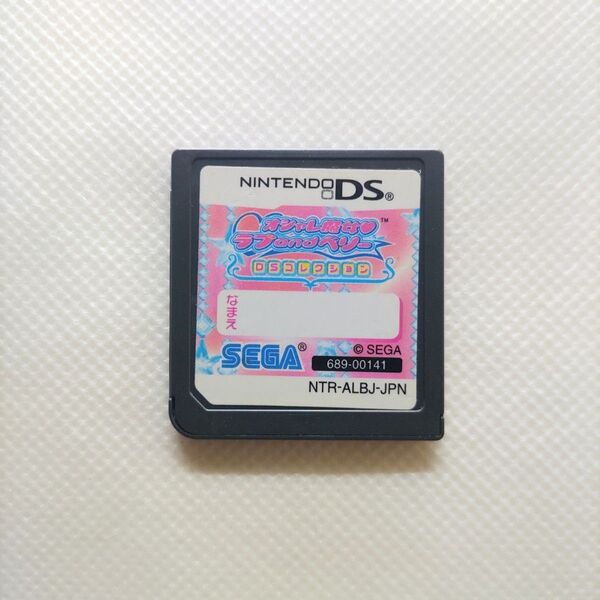 NINTENDODS®
オシャレ魔女♥™
ラブandベリー
DSコレクション
なまえ
SEGA®
© SEGA
689-00141
NTR-ALBJ-JPN